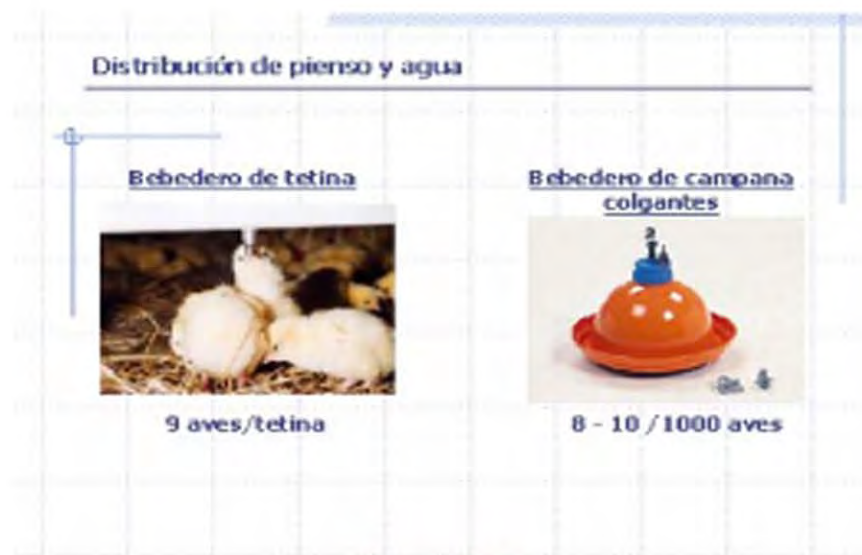 Distribución de pienso y agua
Bebedero de tetina
Bebedero de campana
colgantes
9 aves/tetina
8 - 10 /1000 aves